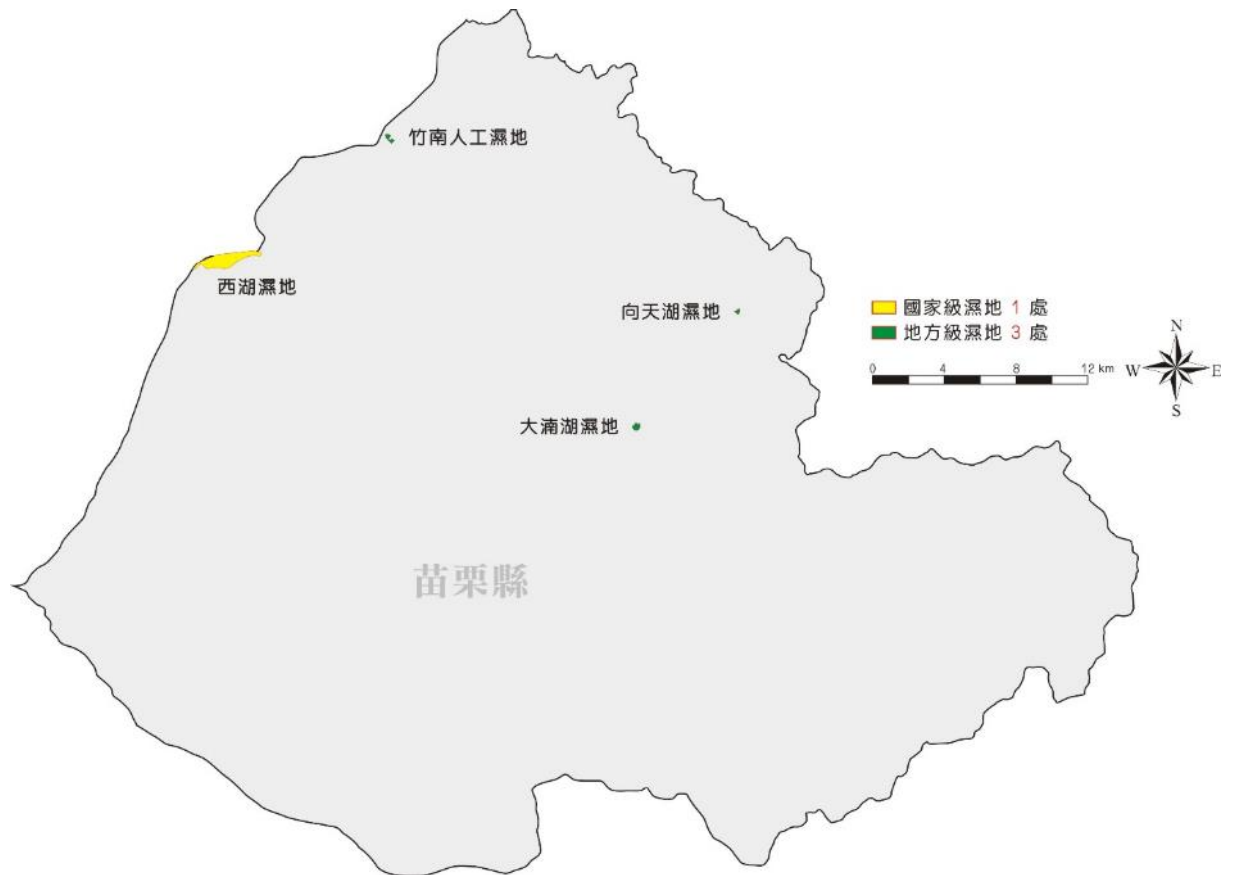 竹南人工濕地
西湖濕地
向天湖濕地
國家級濕地 1 處
地方級濕地 3 處
N
0 4 8 12 km
W E
S
大湳湖濕地
苗栗縣